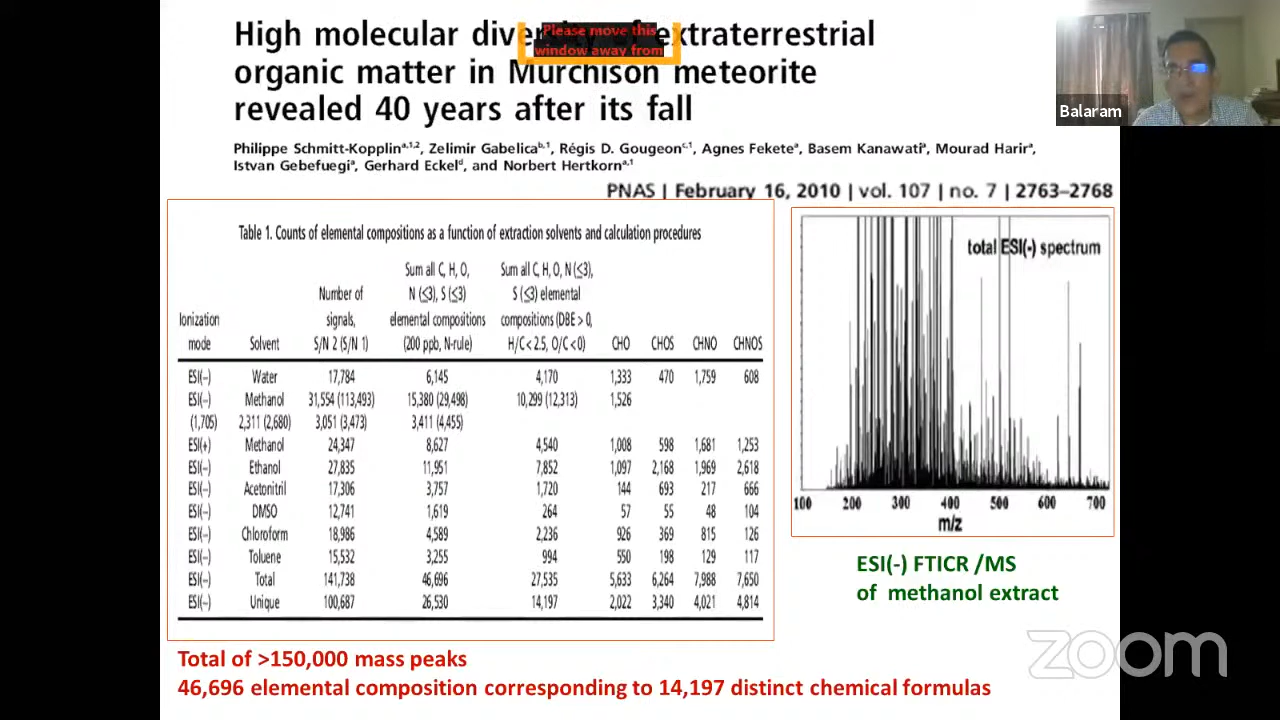 High molecular diversity of extraterrestrial
Please move this
window away from
organic matter in Murchison meteorite
revealed 40 years after its fall
Balaram
Philippe Schmitt-Kopplin^a,1,2, Zelimir Gabelica^b,1, Régis D. Gougeon^c,1, Agnes Fekete^a, Basem Kanawati^a, Mourad Harir^a,
Istvan Gebefuegi^a, Gerhard Eckel^d, and Norbert Hertkorn^a,1
PNAS | February 16, 2010 | vol. 107 | no. 7 | 2763–2768
Table 1. Counts of elemental compositions as a function of extraction solvents and calculation procedures
Sum all C, H, O, Sum all C, H, O, N (≤3),
Number of N (≤3), S (≤3) S (≤3) elemental
Ionization signals, elemental compositions compositions (DBE > 0,
mode Solvent S/N 2 (S/N 1) (200 ppb, N-rule) H/C < 2.5, O/C < 0) CHO CHOS CHNO CHNOS
ESI(–) Water 17,784 6,145 4,170 1,333 470 1,759 608
ESI(–) Methanol 31,554 (113,493) 15,380 (29,498) 10,299 (12,313) 1,526
(1,705) 2,311 (2,680) 3,051 (3,473) 3,411 (4,455)
ESI(+) Methanol 24,347 8,627 4,540 1,008 598 1,681 1,253
ESI(–) Ethanol 27,835 11,951 7,852 1,097 2,168 1,969 2,618
ESI(–) Acetonitril 17,306 3,757 1,720 144 693 217 666
ESI(–) DMSO 12,741 1,619 264 57 55 48 104
ESI(–) Chloroform 18,986 4,589 2,236 926 369 815 126
ESI(–) Toluene 15,532 3,255 994 550 198 129 117
ESI(–) Total 141,738 46,696 27,535 5,633 6,264 7,988 7,650
ESI(–) Unique 100,687 26,530 14,197 2,022 3,340 4,021 4,814
total ESI(-) spectrum
100 200 300 400 500 600 700
m/z
ESI(-) FTICR /MS
of methanol extract
Total of >150,000 mass peaks
46,696 elemental composition corresponding to 14,197 distinct chemical formulas
zoom